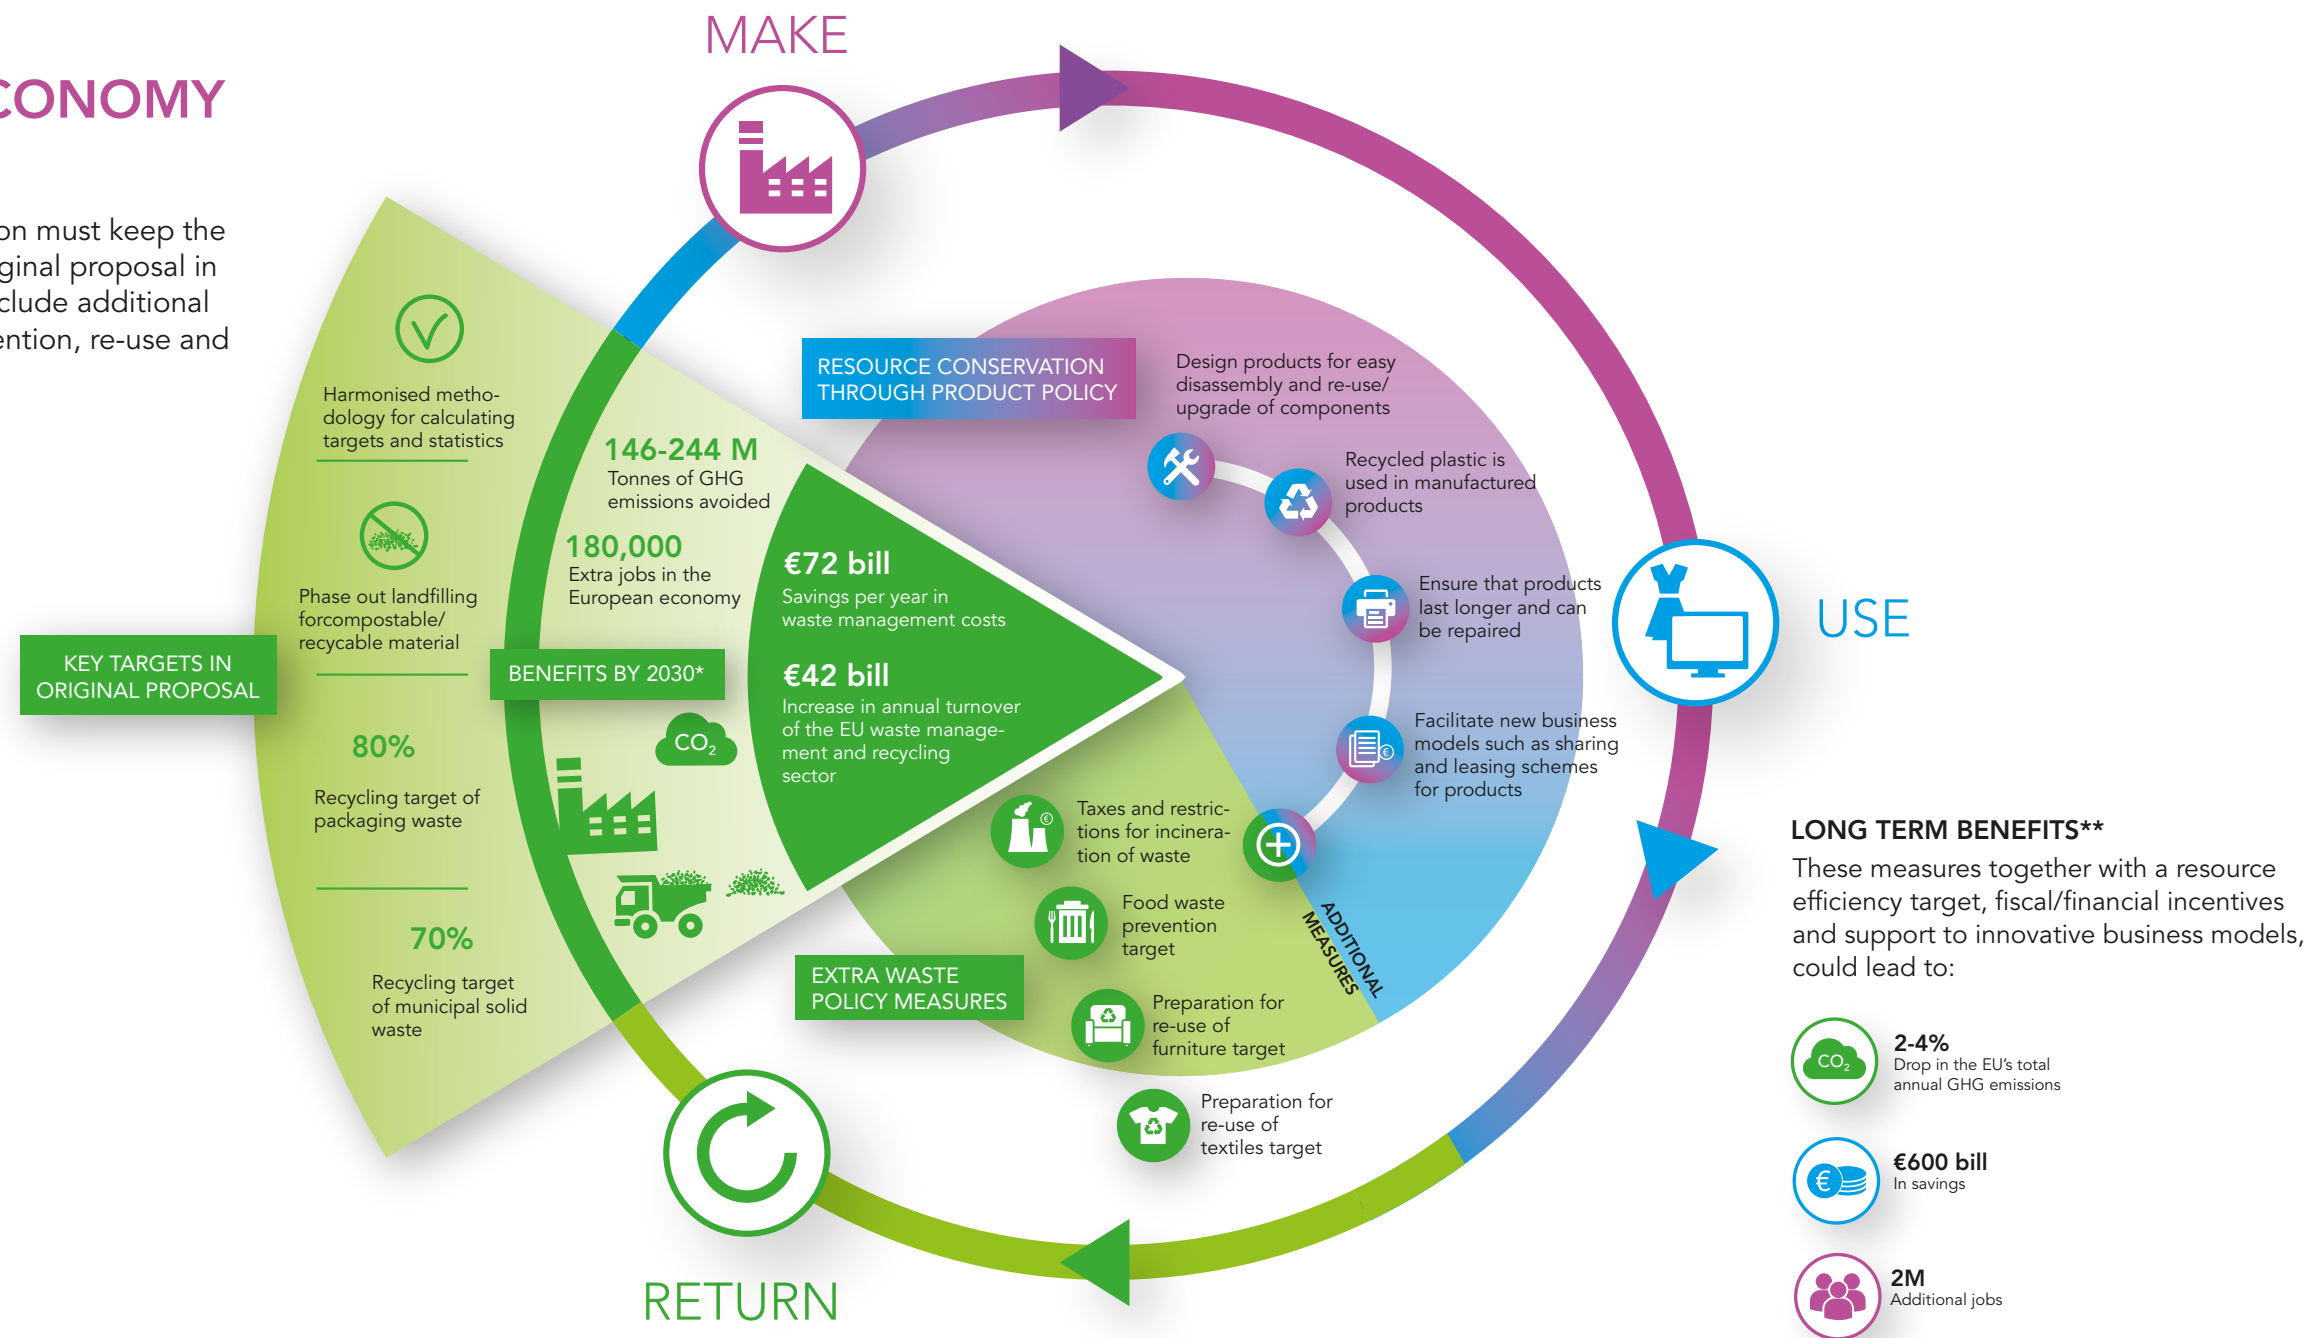 CONOMY
on must keep the
ginal proposal in
clude additional
ention, re-use and
MAKE
USE
RETURN
KEY TARGETS IN
ORIGINAL PROPOSAL
Harmonised metho-
dology for calculating
targets and statistics
Phase out landfilling
forcompostable/
recycable material
80%
Recycling target of
packaging waste
70%
Recycling target
of municipal solid
waste
BENEFITS BY 2030*
146-244 M
Tonnes of GHG
emissions avoided
180,000
Extra jobs in the
European economy
CO₂
€72 bill
Savings per year in
waste management costs
€42 bill
Increase in annual turnover
of the EU waste manage-
ment and recycling
sector
RESOURCE CONSERVATION
THROUGH PRODUCT POLICY
Design products for easy
disassembly and re-use/
upgrade of components
Recycled plastic is
used in manufactured
products
Ensure that products
last longer and can
be repaired
€
Facilitate new business
models such as sharing
and leasing schemes
for products
ADDITIONAL
MEASURES
EXTRA WASTE
POLICY MEASURES
€
Taxes and restric-
tions for incinera-
tion of waste
Food waste
prevention
target
Preparation for
re-use of
furniture target
Preparation for
re-use of
textiles target
LONG TERM BENEFITS**
These measures together with a resource
efficiency target, fiscal/financial incentives
and support to innovative business models,
could lead to:
CO₂
2-4%
Drop in the EU's total
annual GHG emissions
€
€600 bill
In savings
2M
Additional jobs